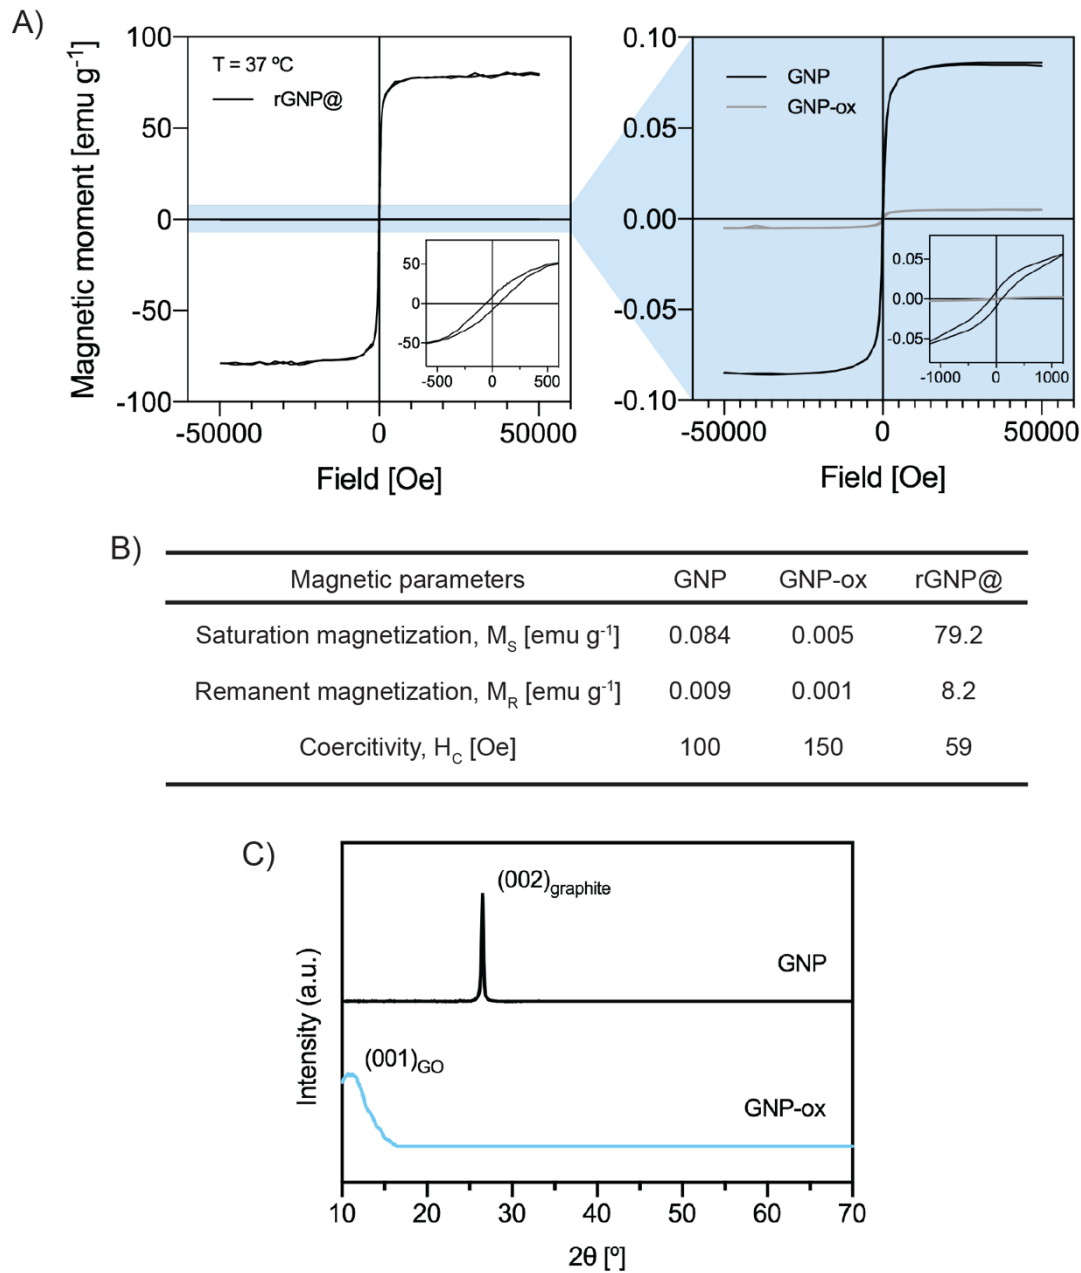 A)
Magnetic moment [emu g-1]
100
50
0
-50
-100
T = 37 ºC
rGNP@
50
0
-50
-500 0 500
-50000 0 50000
Field [Oe]
0.10
0.05
0.00
-0.05
-0.10
GNP
GNP-ox
0.05
0.00
-0.05
-1000 0 1000
-50000 0 50000
Field [Oe]
B)
Magnetic parameters GNP GNP-ox rGNP@
Saturation magnetization, MS [emu g-1] 0.084 0.005 79.2
Remanent magnetization, MR [emu g-1] 0.009 0.001 8.2
Coercitivity, HC [Oe] 100 150 59
C)
Intensity (a.u.)
(002)graphite
GNP
(001)GO
GNP-ox
10 20 30 40 50 60 70
2θ [º]